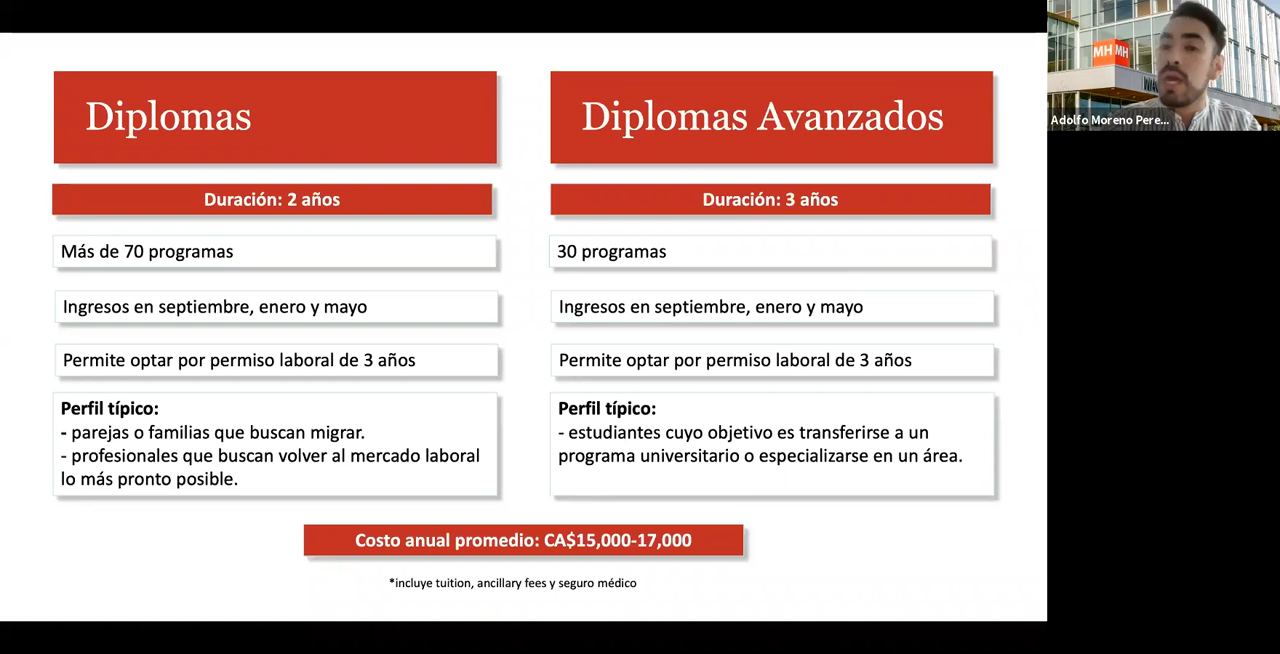 Diplomas
Duración: 2 años
Más de 70 programas
Ingresos en septiembre, enero y mayo
Permite optar por permiso laboral de 3 años
Perfil típico:
- parejas o familias que buscan migrar.
- profesionales que buscan volver al mercado laboral
lo más pronto posible.
Diplomas Avanzados
Duración: 3 años
30 programas
Ingresos en septiembre, enero y mayo
Permite optar por permiso laboral de 3 años
Perfil típico:
- estudiantes cuyo objetivo es transferirse a un
programa universitario o especializarse en un área.
Costo anual promedio: CA$15,000-17,000
*incluye tuition, ancillary fees y seguro médico
MH MH
Adolfo Moreno Pere...